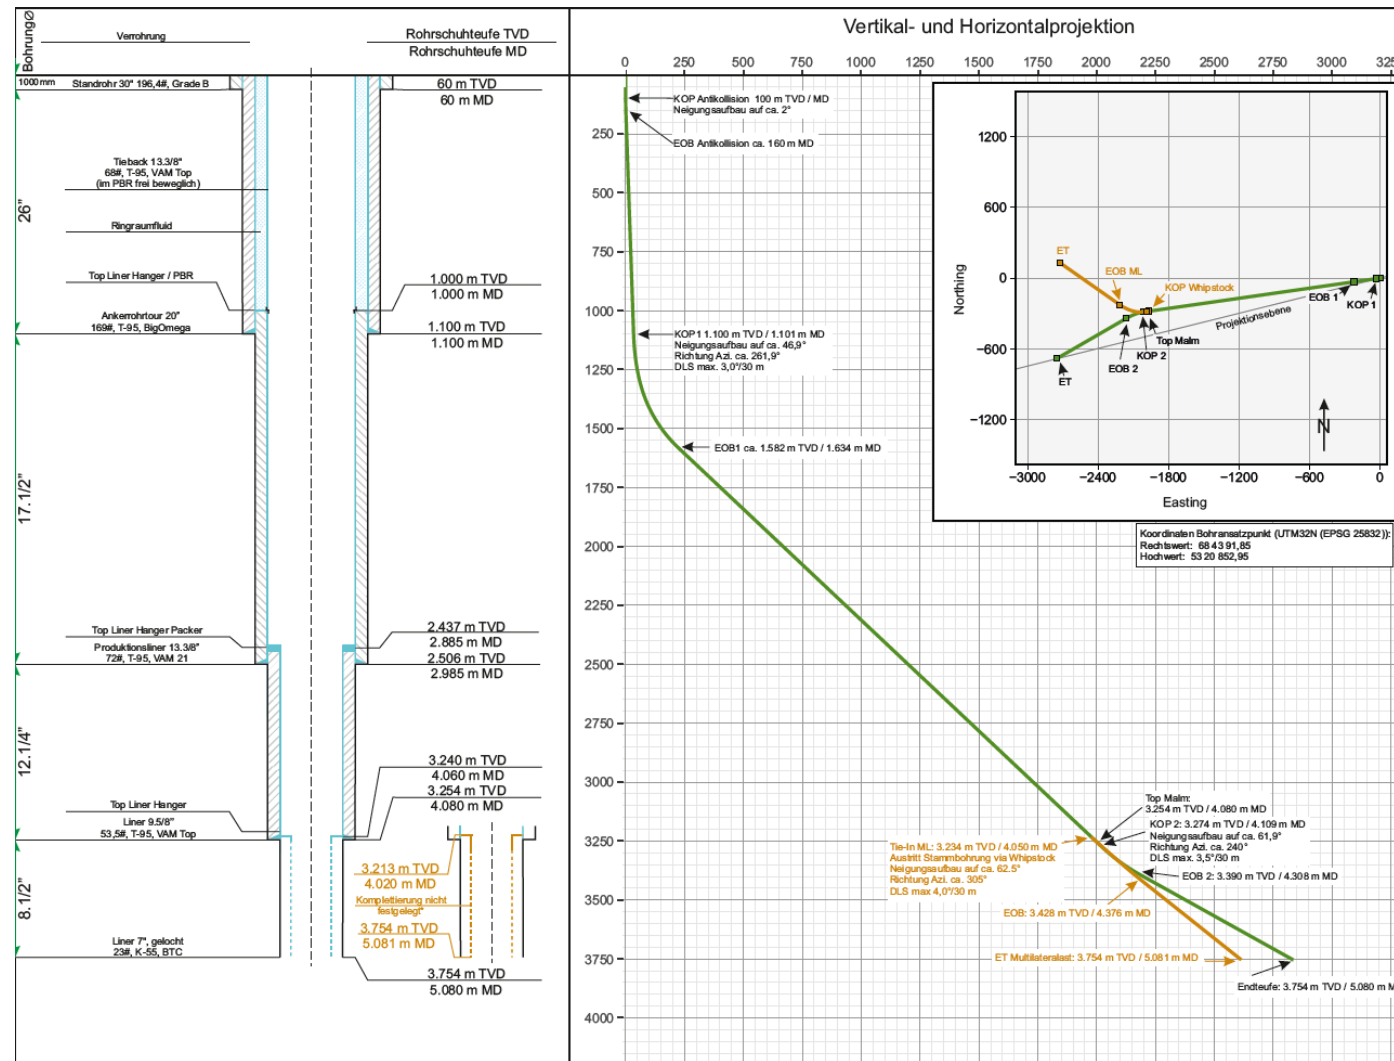 BohrungØ
Verrohrung
Rohrschuhteufe TVD
Rohrschuhteufe MD
1000 mm
Standrohr 30" 196,4#, Grade B
60 m TVD
60 m MD
26"
Tieback 13.3/8"
68#, T-95, VAM Top
(im PBR frei beweglich)
Ringraumfluid
Top Liner Hanger / PBR
1.000 m TVD
1.000 m MD
Ankerrohrtour 20"
169#, T-95, BigOmega
1.100 m TVD
1.100 m MD
17.1/2"
Top Liner Hanger Packer
2.437 m TVD
2.885 m MD
Produktionsliner 13.3/8"
72#, T-95, VAM 21
2.506 m TVD
2.985 m MD
12.1/4"
3.240 m TVD
4.060 m MD
Top Liner Hanger
3.254 m TVD
4.080 m MD
Liner 9.5/8"
53,5#, T-95, VAM Top
8.1/2"
3.213 m TVD
4.020 m MD
Komplettierung nicht
festgelegt"
3.754 m TVD
5.081 m MD
Liner 7", gelocht
23#, K-55, BTC
3.754 m TVD
5.080 m MD
Vertikal- und Horizontalprojektion
0 250 500 750 1000 1250 1500 1750 2000 2250 2500 2750 3000
250
500
750
1000
1250
1500
1750
2000
2250
2500
2750
3000
3250
3500
3750
4000
KOP Antikollision 100 m TVD / MD
Neigungsaufbau auf ca. 2°
EOB Antikollision ca. 160 m MD
KOP1 1.100 m TVD / 1.101 m MD
Neigungsaufbau auf ca. 46,9°
Richtung Azi. ca. 261,9°
DLS max. 3,0°/30 m
EOB1 ca. 1.582 m TVD / 1.634 m MD
Top Malm:
3.254 m TVD / 4.080 m MD
KOP 2: 3.274 m TVD / 4.109 m MD
Neigungsaufbau auf ca. 61,9°
Richtung Azi. ca. 240°
DLS max. 3,5°/30 m
Tie-In ML: 3.234 m TVD / 4.050 m MD
Austritt Stammbohrung via Whipstock
Neigungsaufbau auf ca. 62.5°
Richtung Azi. ca. 305°
DLS max 4,0°/30 m
EOB 2: 3.390 m TVD / 4.308 m MD
EOB: 3.428 m TVD / 4.376 m MD
ET Multilateralast: 3.754 m TVD / 5.081 m MD
Endteufe: 3.754 m TVD / 5.080 m M
Northing
1200
600
0
−600
−1200
−3000 −2400 −1800 −1200 −600 0
Easting
ET
EOB ML
KOP Whipstock
EOB 1
KOP 1
Projektionsebene
Top Malm
KOP 2
EOB 2
ET
N
Koordinaten Bohransatzpunkt (UTM32N (EPSG 25832)):
Rechtswert: 68 43 91,85
Hochwert: 53 20 852,95